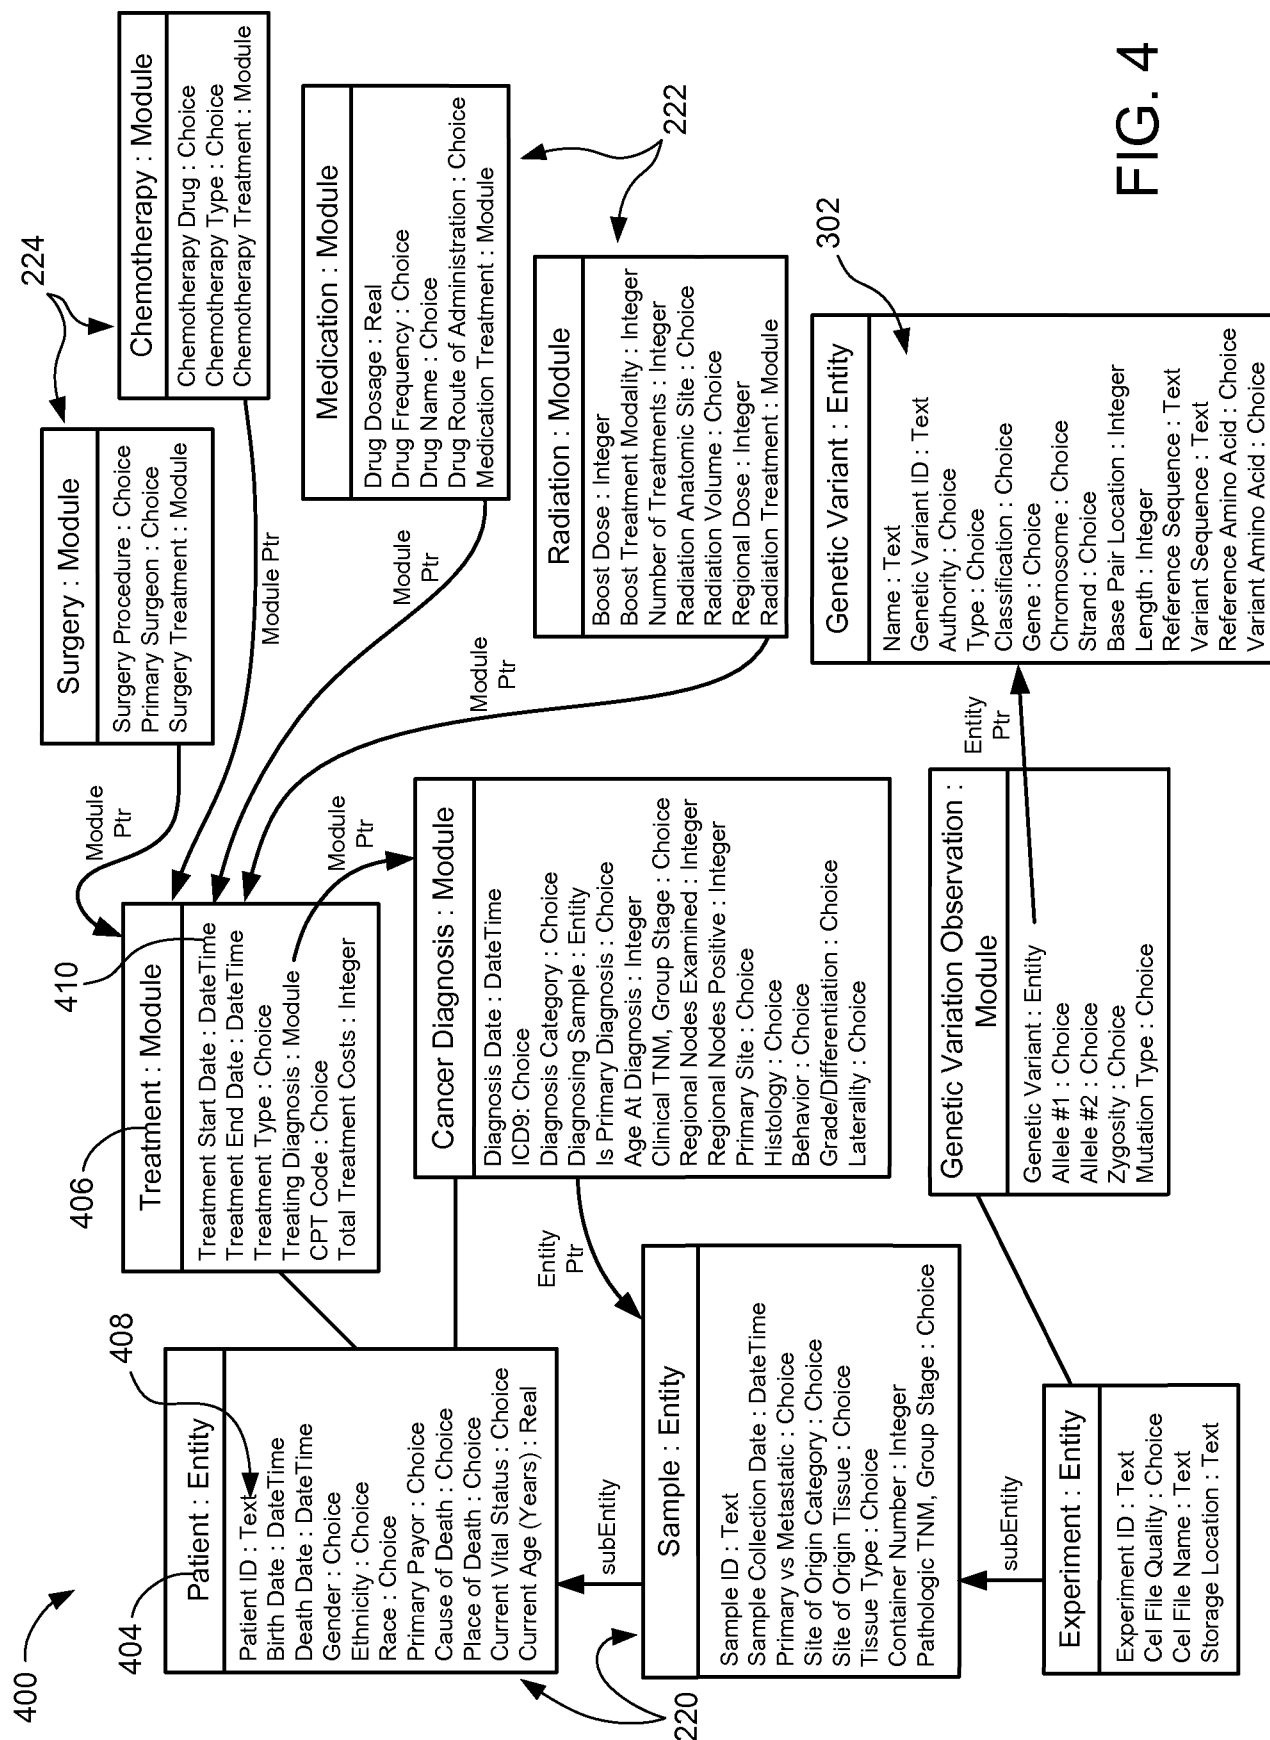 400
404
Patient : Entity
Patient ID : Text
Birth Date : DateTime
Death Date : DateTime
Gender : Choice
Ethnicity : Choice
Race : Choice
Primary Payor : Choice
Cause of Death : Choice
Place of Death : Choice
Current Vital Status : Choice
Current Age (Years) : Real
408
406
Treatment : Module
Treatment Start Date : DateTime
Treatment End Date : DateTime
Treatment Type : Choice
Treating Diagnosis : Module
CPT Code : Choice
Total Treatment Costs : Integer
410
Module
Ptr
Surgery : Module
Surgery Procedure : Choice
Primary Surgeon : Choice
Surgery Treatment : Module
224
Chemotherapy : Module
Chemotherapy Drug : Choice
Chemotherapy Type : Choice
Chemotherapy Treatment : Module
Module Ptr
Medication : Module
Drug Dosage : Real
Drug Frequency : Choice
Drug Name : Choice
Drug Route of Administration : Choice
Medication Treatment : Module
Module
Ptr
222
Radiation : Module
Boost Dose : Integer
Boost Treatment Modality : Integer
Number of Treatments : Integer
Radiation Anatomic Site : Choice
Radiation Volume : Choice
Regional Dose : Integer
Radiation Treatment : Module
Module
Ptr
Module
Ptr
Cancer Diagnosis : Module
Diagnosis Date : DateTime
ICD9: Choice
Diagnosis Category : Choice
Diagnosing Sample : Entity
Is Primary Diagnosis : Choice
Age At Diagnosis : Integer
Clinical TNM, Group Stage : Choice
Regional Nodes Examined : Integer
Regional Nodes Positive : Integer
Primary Site : Choice
Histology : Choice
Behavior : Choice
Grade/Differentiation : Choice
Laterality : Choice
Entity
Ptr
subEntity
220
Sample : Entity
Sample ID : Text
Sample Collection Date : DateTime
Primary vs Metastatic : Choice
Site of Origin Category : Choice
Site of Origin Tissue : Choice
Tissue Type : Choice
Container Number : Integer
Pathologic TNM, Group Stage : Choice
subEntity
Experiment : Entity
Experiment ID : Text
Cel File Quality : Choice
Cel File Name : Text
Storage Location : Text
Genetic Variation Observation :
Module
Genetic Variant : Entity
Allele #1 : Choice
Allele #2 : Choice
Zygosity : Choice
Mutation Type : Choice
Entity
Ptr
302
Genetic Variant : Entity
Name : Text
Genetic Variant ID : Text
Authority : Choice
Type : Choice
Classification : Choice
Gene : Choice
Chromosome : Choice
Strand : Choice
Base Pair Location : Integer
Length : Integer
Reference Sequence : Text
Variant Sequence : Text
Reference Amino Acid : Choice
Variant Amino Acid : Choice
FIG. 4